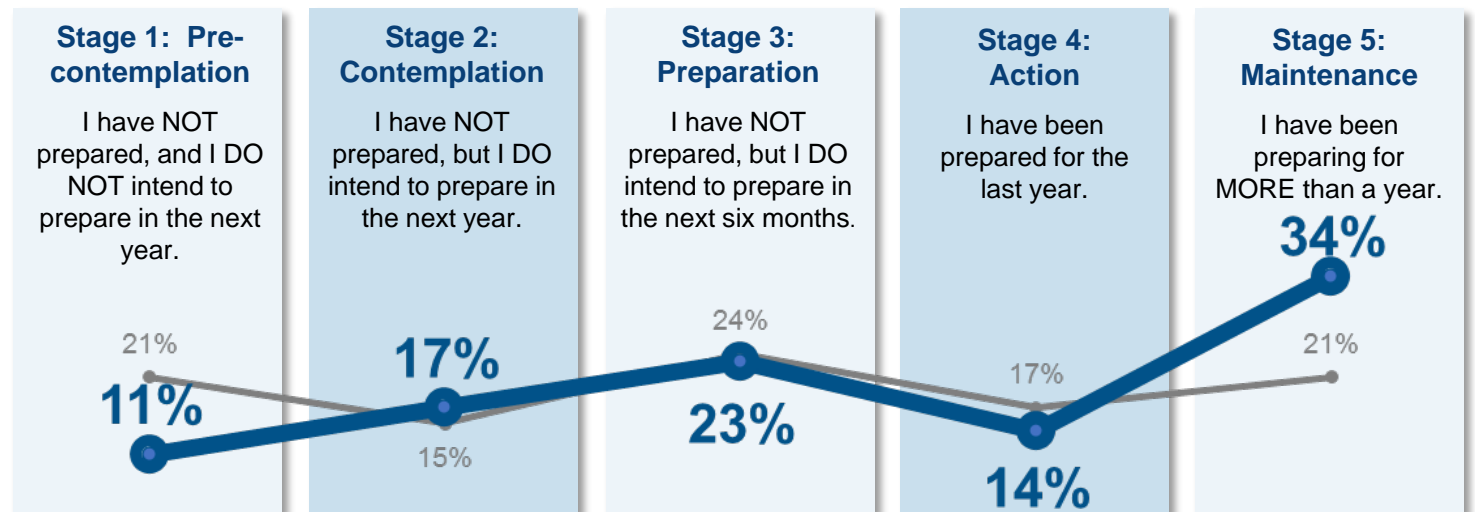 Stage 1:  Pre-
contemplation
I have NOT
prepared, and I DO
NOT intend to
prepare in the next
year.
21%
11%
Stage 2:
Contemplation
I have NOT
prepared, but I DO
intend to prepare in
the next year.
17%
15%
Stage 3:
Preparation
I have NOT
prepared, but I DO
intend to prepare in
the next six months.
24%
23%
Stage 4:
Action
I have been
prepared for the
last year.
17%
14%
Stage 5:
Maintenance
I have been
preparing for
MORE than a year.
34%
21%